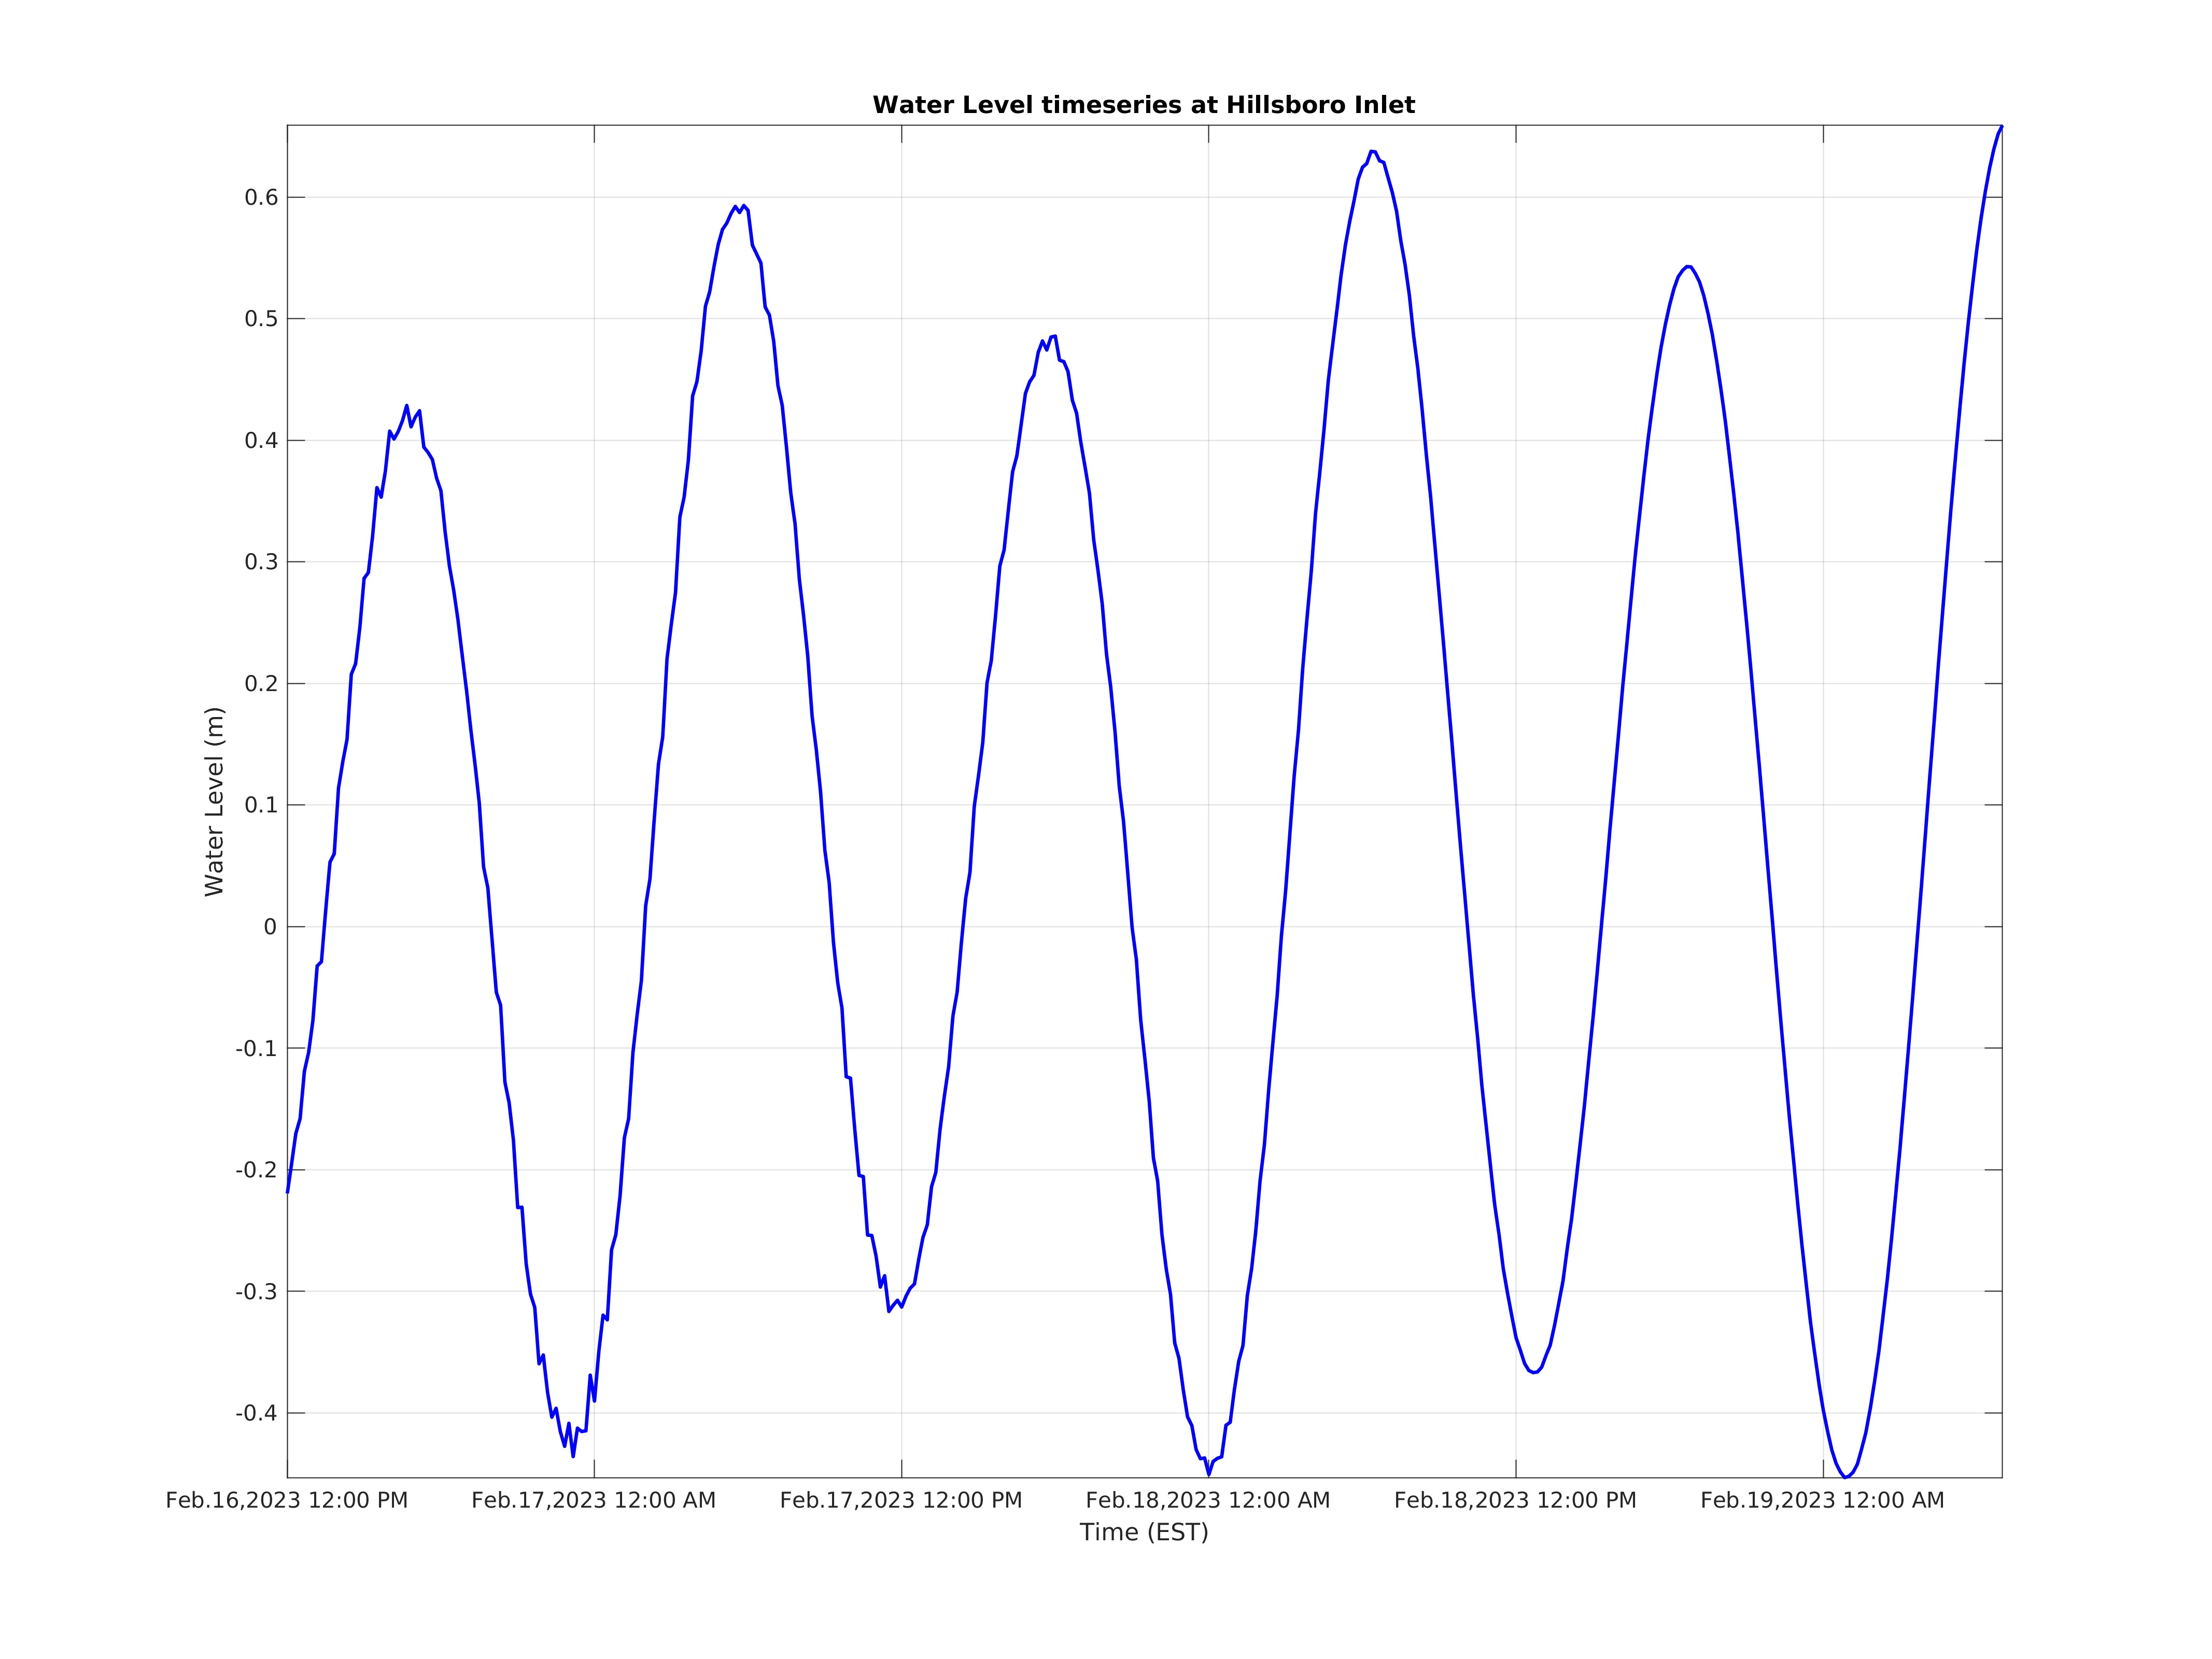 Water Level timeseries at Hillsboro Inlet
0.6
0.5
0.4
0.3
0.2
0.1
0
-0.1
-0.2
-0.3
-0.4
Water Level (m)
Feb.16,2023 12:00 PM Feb.17,2023 12:00 AM Feb.17,2023 12:00 PM Feb.18,2023 12:00 AM Feb.18,2023 12:00 PM Feb.19,2023 12:00 AM
Time (EST)